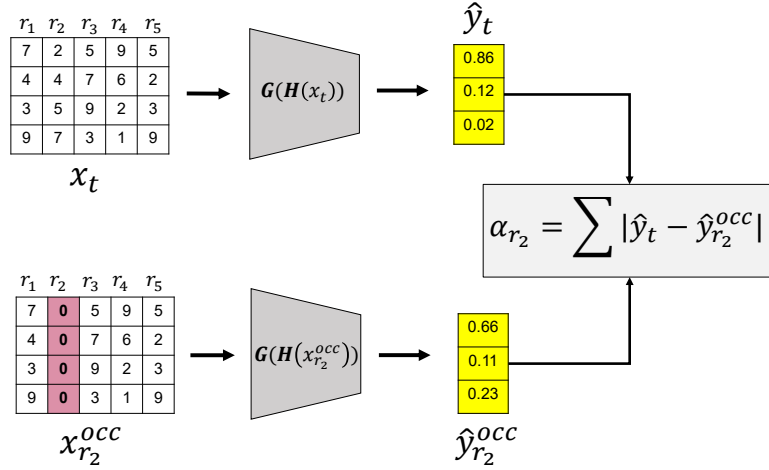 r₁ r₂ r₃ r₄ r₅
7 2 5 9 5
4 4 7 6 2
3 5 9 2 3
9 7 3 1 9
x_t
G(H(x_t))
ŷ_t
0.86
0.12
0.02
α_{r₂} = ∑ |ŷ_t − ŷ_{r₂}^{occ}|
r₁ r₂ r₃ r₄ r₅
7 0 5 9 5
4 0 7 6 2
3 0 9 2 3
9 0 3 1 9
x_{r₂}^{occ}
G(H(x_{r₂}^{occ}))
0.66
0.11
0.23
ŷ_{r₂}^{occ}